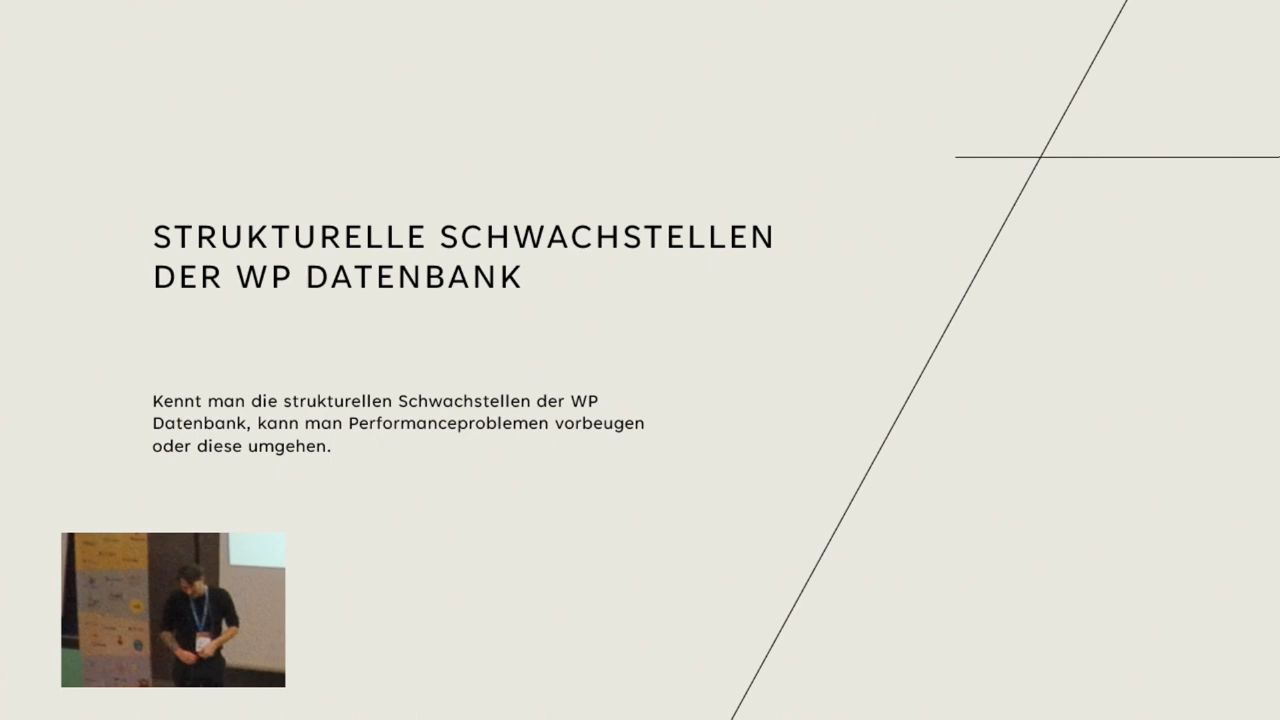 STRUKTURELLE SCHWACHSTELLEN
DER WP DATENBANK
Kennt man die strukturellen Schwachstellen der WP
Datenbank, kann man Performanceproblemen vorbeugen
oder diese umgehen.